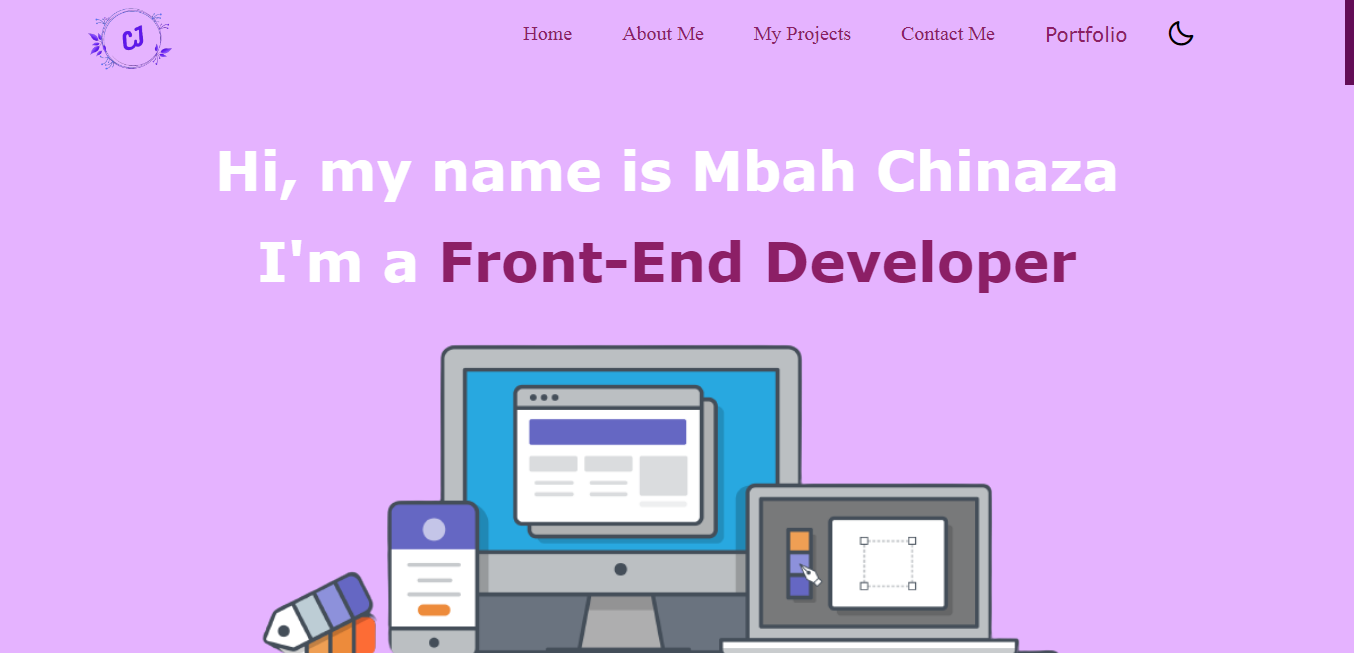 CJ
Home About Me My Projects Contact Me Portfolio
Hi, my name is Mbah Chinaza
I'm a Front-End Developer